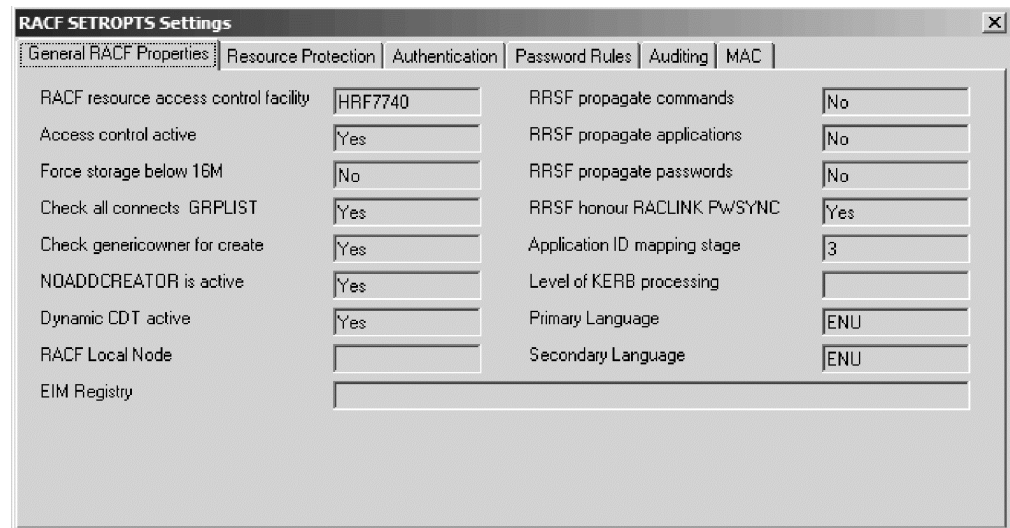 RACF SETROPTS Settings
General RACF Properties Resource Protection Authentication Password Rules Auditing MAC
RACF resource access control facility HRF7740 RRSF propagate commands No
Access control active Yes RRSF propagate applications No
Force storage below 16M No RRSF propagate passwords No
Check all connects GRPLIST Yes RRSF honour RACLINK PWSYNC Yes
Check genericowner for create Yes Application ID mapping stage 3
NOADDCREATOR is active Yes Level of KERB processing
Dynamic CDT active Yes Primary Language ENU
RACF Local Node Secondary Language ENU
EIM Registry